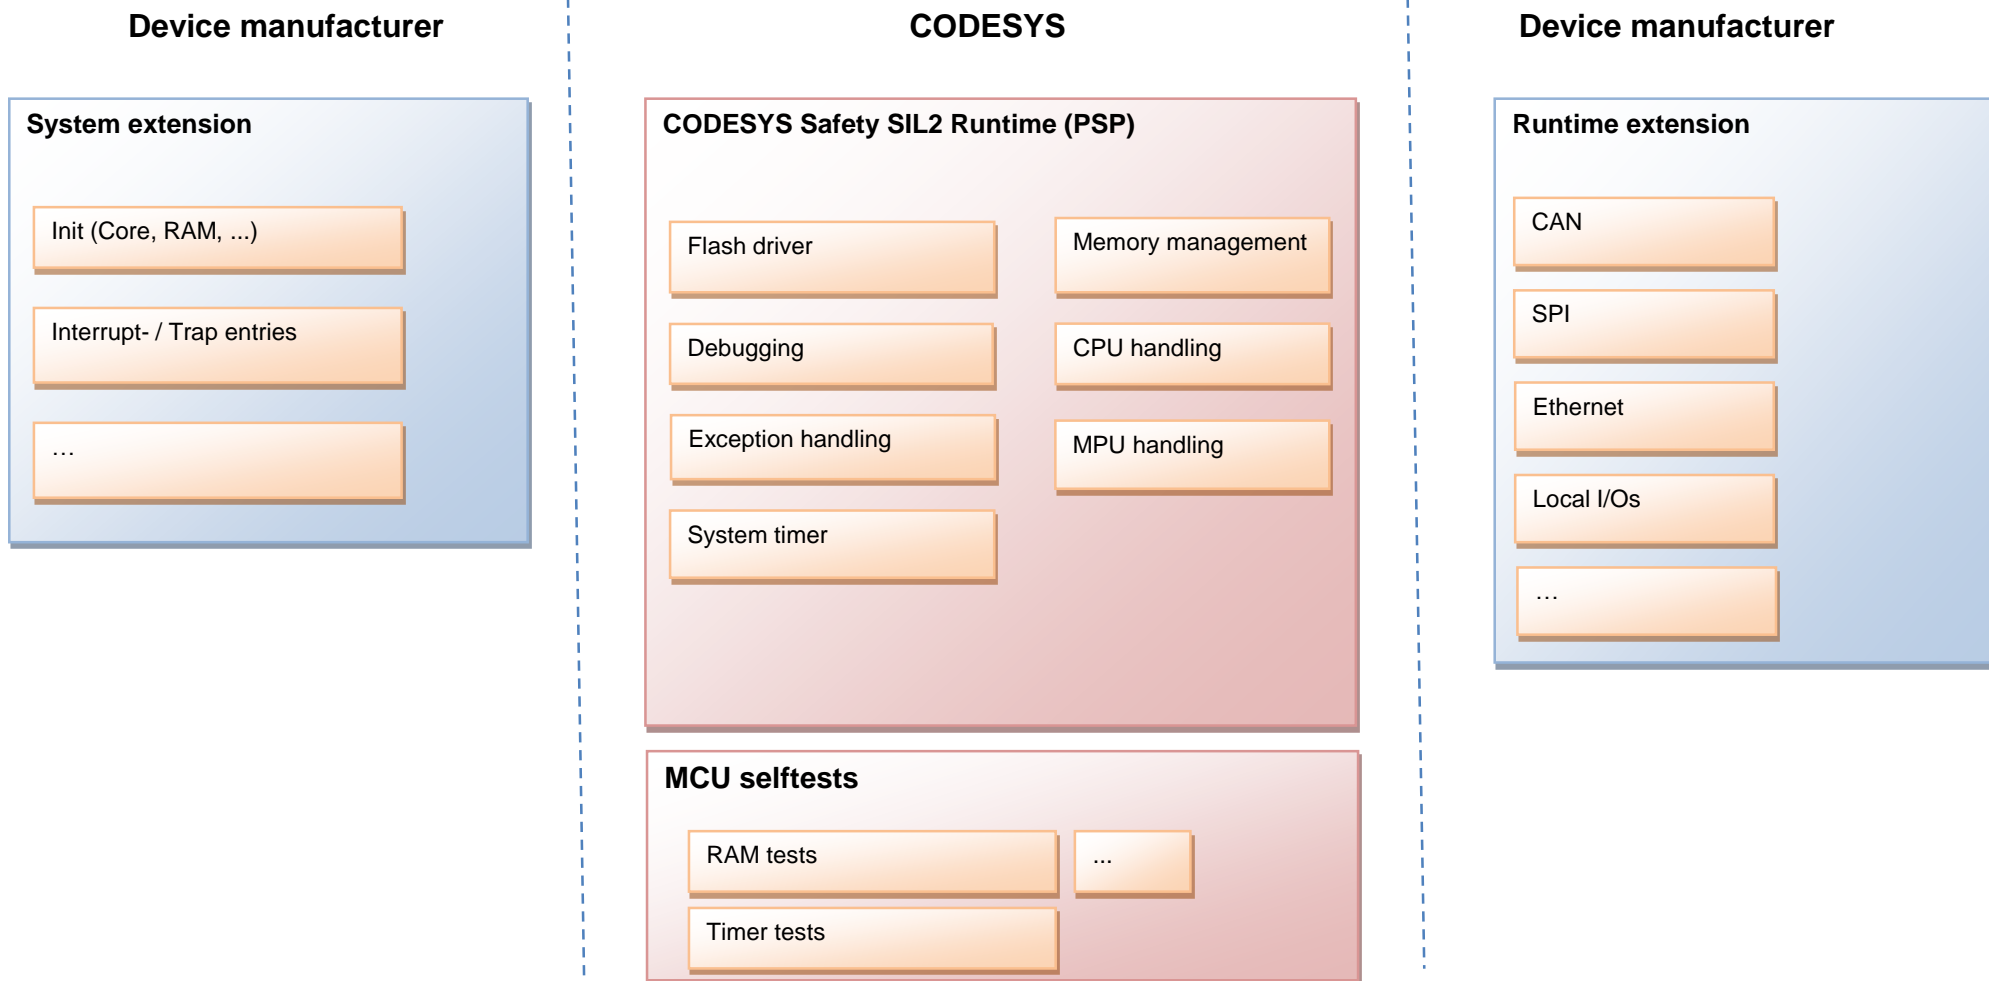 Device manufacturer
CODESYS
Device manufacturer
System extension
Init (Core, RAM, ...)
Interrupt- / Trap entries
…
CODESYS Safety SIL2 Runtime (PSP)
Flash driver
Memory management
Debugging
CPU handling
Exception handling
MPU handling
System timer
MCU selftests
RAM tests
...
Timer tests
Runtime extension
CAN
SPI
Ethernet
Local I/Os
…